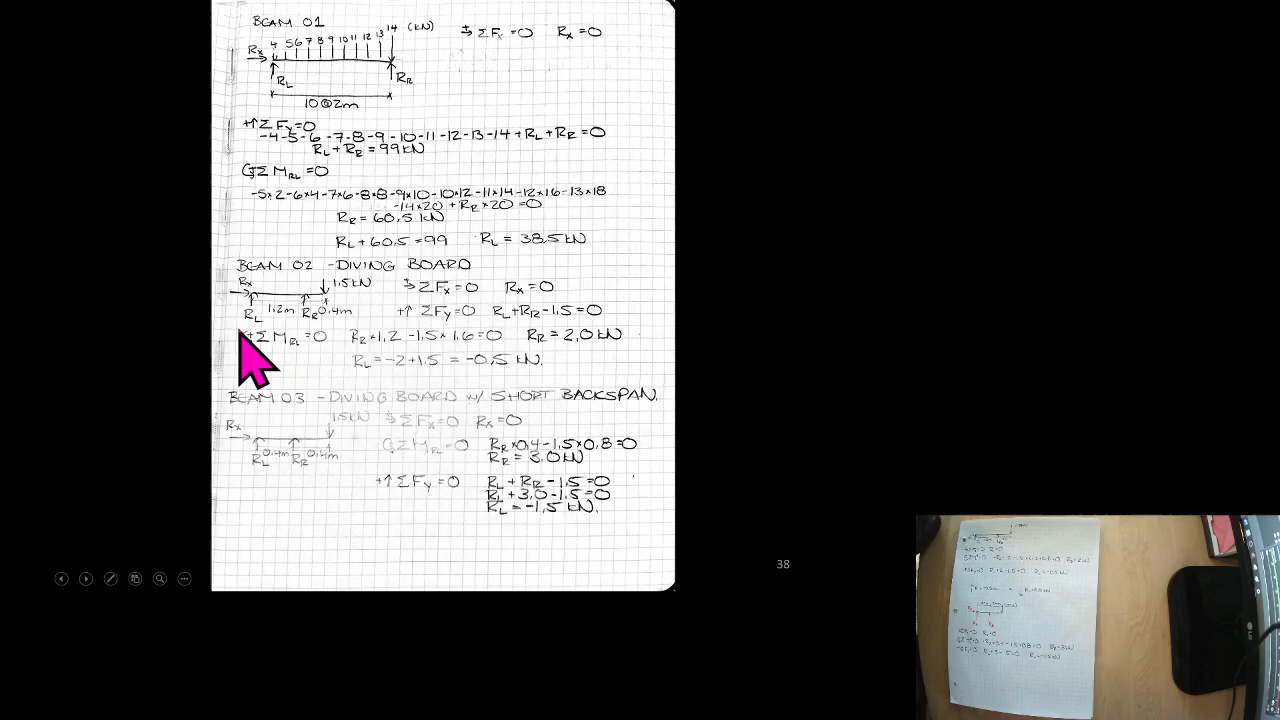 BEAM 01
4 5 6 7 8 9 10 11 12 13 14 (kN)
Rx
RL
RR
10@2m
→+ ΣFx=0 Rx=0
+↑ΣFy=0
-4-5-6-7-8-9-10-11-12-13-14+RL+RR=0
RL+RR=99kN
ΣMRL=0
-5×2-6×4-7×6-8×8-9×10-10×12-11×14-12×16-13×18
-14×20+RR×20=0
RR=60.5kN
RL+60.5=99 RL=38.5kN
BEAM 02 -DIVING BOARD
Rx 1.5kN
RL 1.2m RR 0.4m
→+ ΣFx=0 Rx=0
+↑ ΣFy=0 RL+RR-1.5=0
+ΣMRL=0 RR×1.2-1.5×1.6=0 RR=2.0kN
RL=-2+1.5=-0.5kN.
BEAM 03 -DIVING BOARD W/ SHORT BACKSPAN.
Rx 1.5kN
RL 0.4m RR 0.4m
→+ ΣFx=0 Rx=0
ΣMRL=0 RR×0.4-1.5×0.8=0
RR=3.0kN
+↑ΣFy=0 RL+RR-1.5=0
RL+3.0-1.5=0
RL=-1.5kN.
38
LG